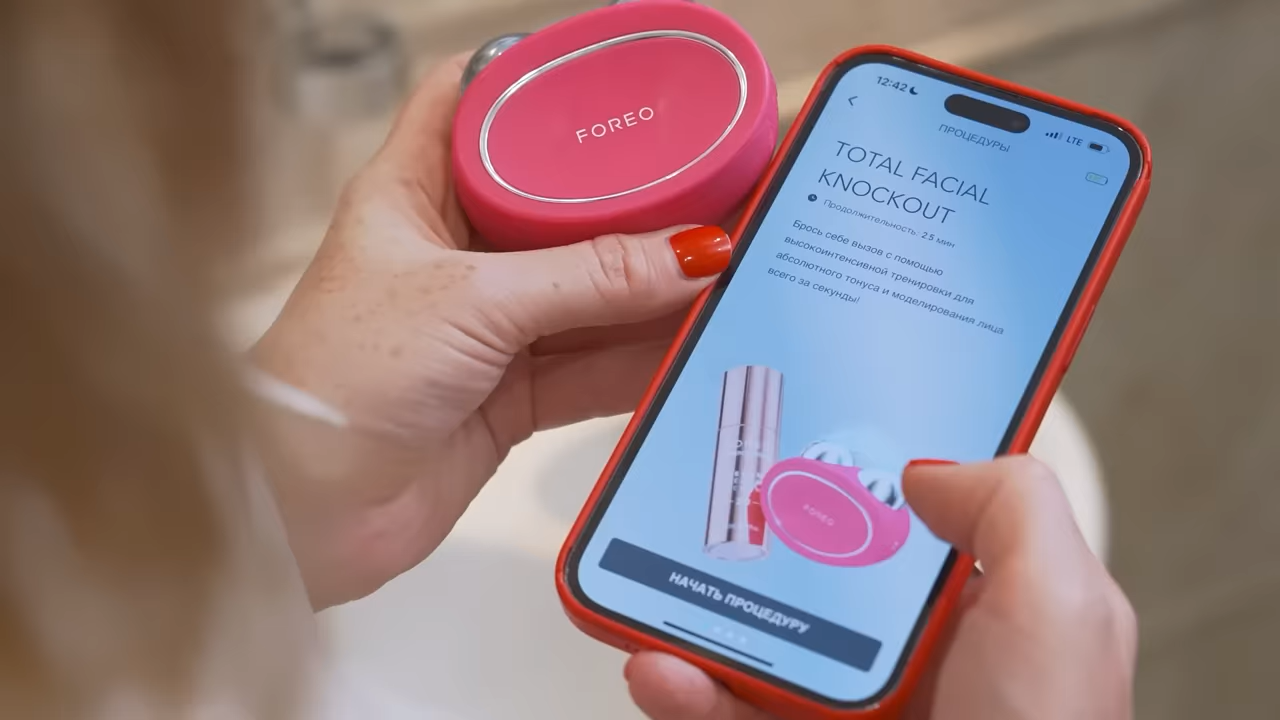 FOREO
12:42
LTE
ПРОЦЕДУРЫ
TOTAL FACIAL
KNOCKOUT
Продолжительность: 2.5 мин
Брось себе вызов с помощью
высокоинтенсивной тренировки для
абсолютного тонуса и моделирования лица
всего за секунды!
FOREO
НАЧАТЬ ПРОЦЕДУРУ